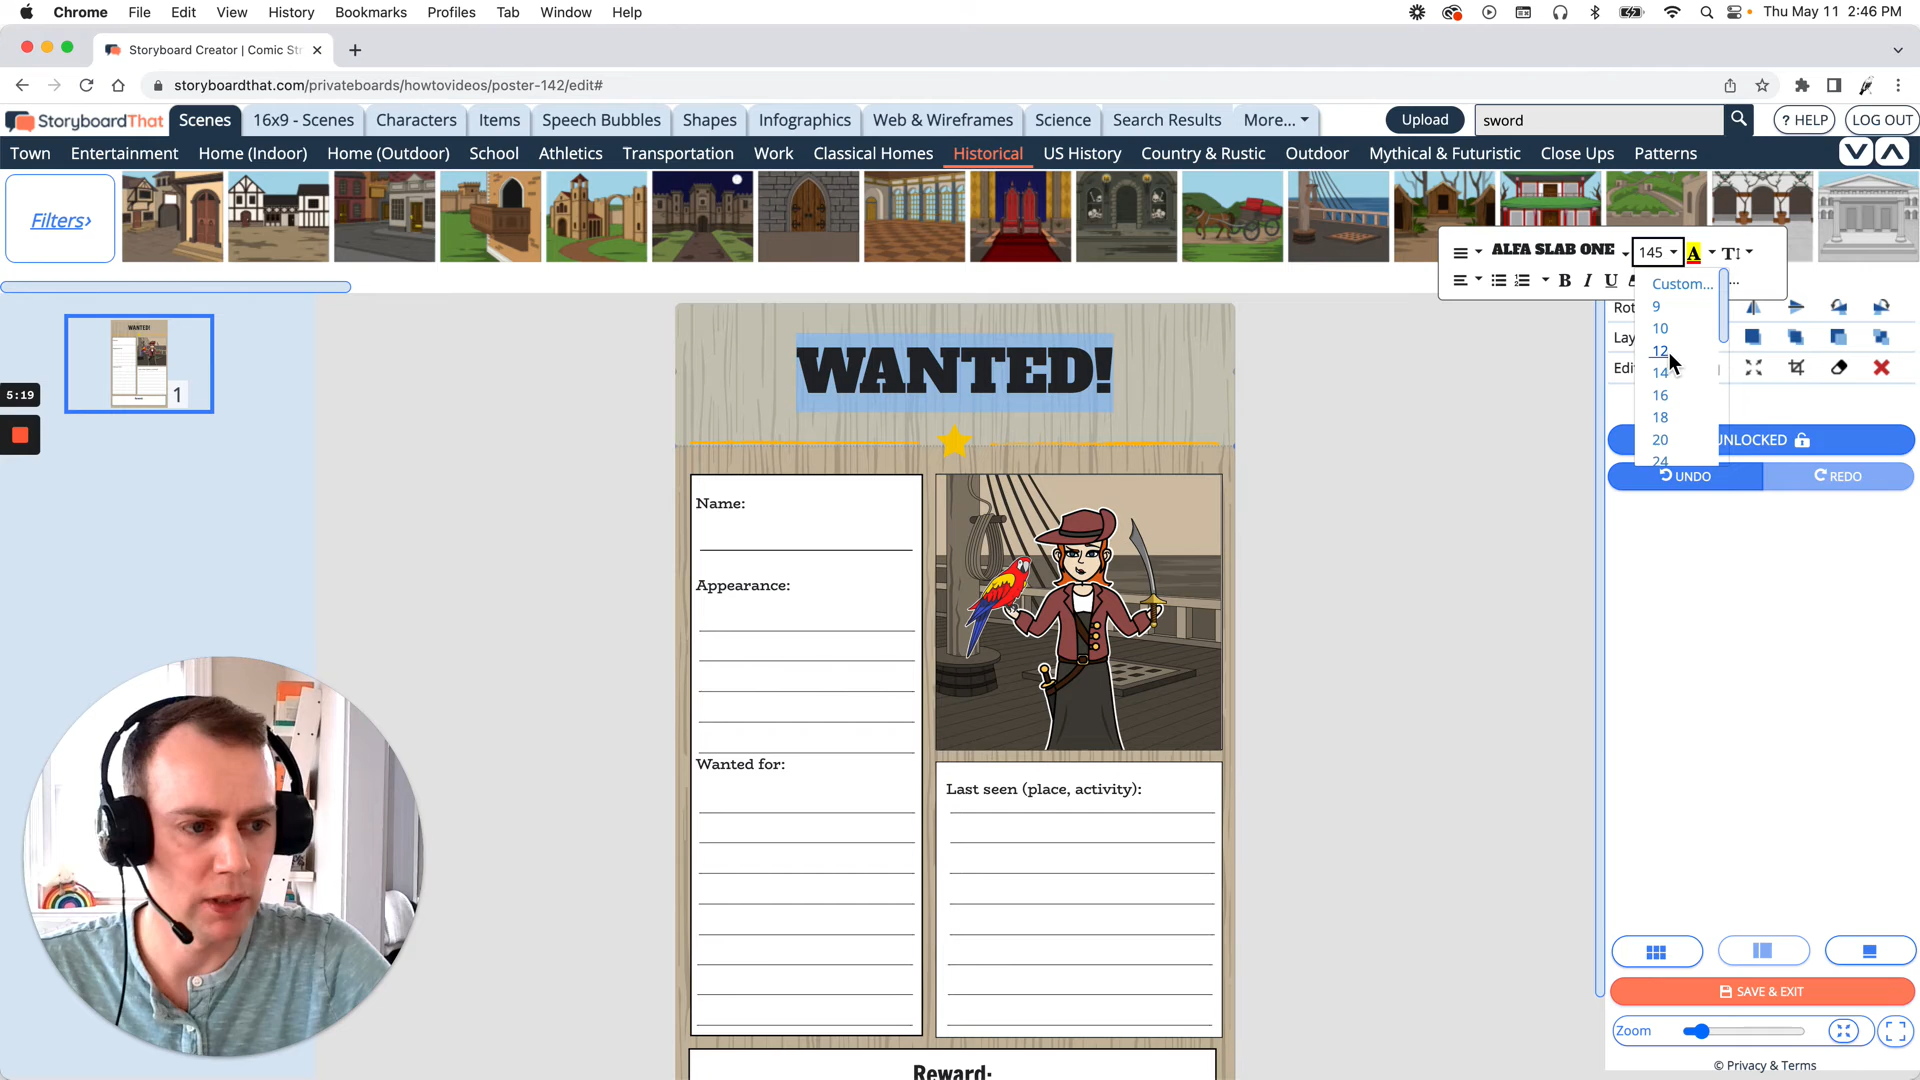 Chrome File Edit View History Bookmarks Profiles Tab Window Help Thu May 11 2:46 PM
Storyboard Creator | Comic St
storyboardthat.com/privateboards/howtovideos/poster-142/edit#
StoryboardThat Scenes 16x9 - Scenes Characters Items Speech Bubbles Shapes Infographics Web & Wireframes Science Search Results More... Upload sword ? HELP LOG OUT
Town Entertainment Home (Indoor) Home (Outdoor) School Athletics Transportation Work Classical Homes Historical US History Country & Rustic Outdoor Mythical & Futuristic Close Ups Patterns
Filters›
ALFA SLAB ONE 145 A T
B I U ...
Custom...
9
10
12
14
16
18
20
24
Rot
Lay
Edi
UNLOCKED
UNDO REDO
WANTED!
1
5:19
WANTED!
Name:
Appearance:
Wanted for:
Last seen (place, activity):
Reward:
SAVE & EXIT
Zoom
© Privacy & Terms